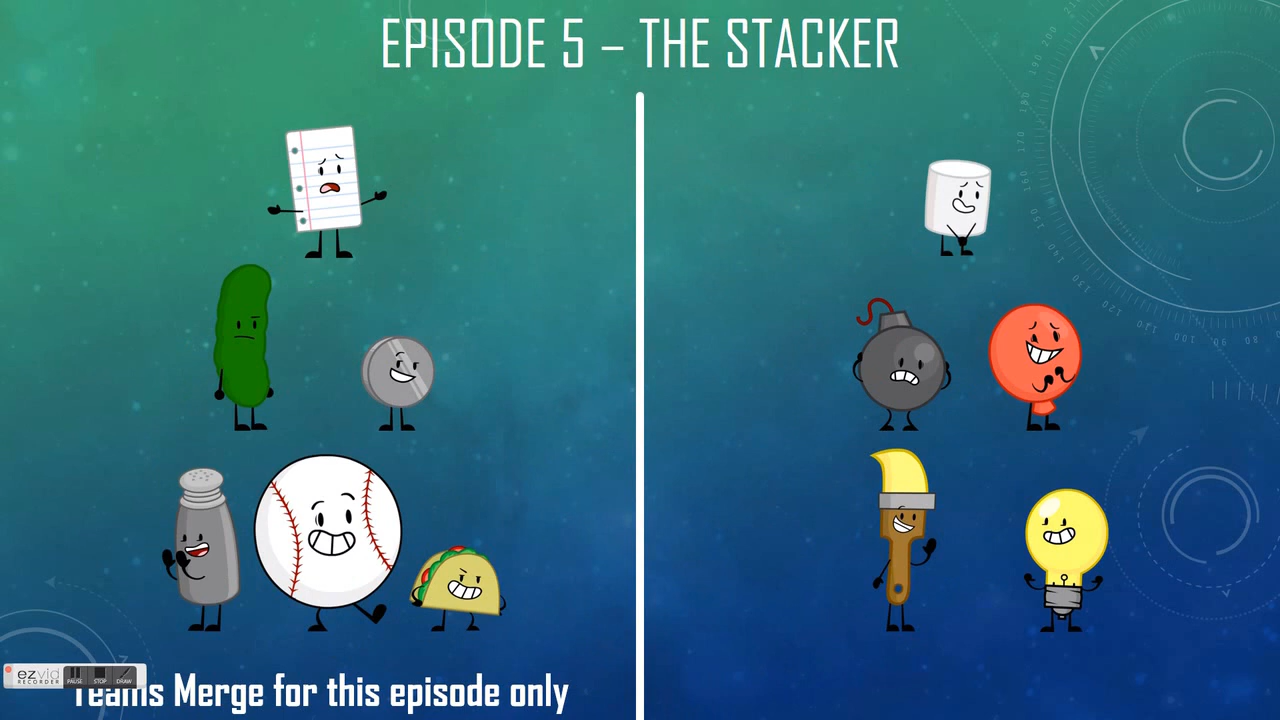 EPISODE 5 – THE STACKER
ezvid
RECORDER
PAUSE STOP DRAW
Teams Merge for this episode only